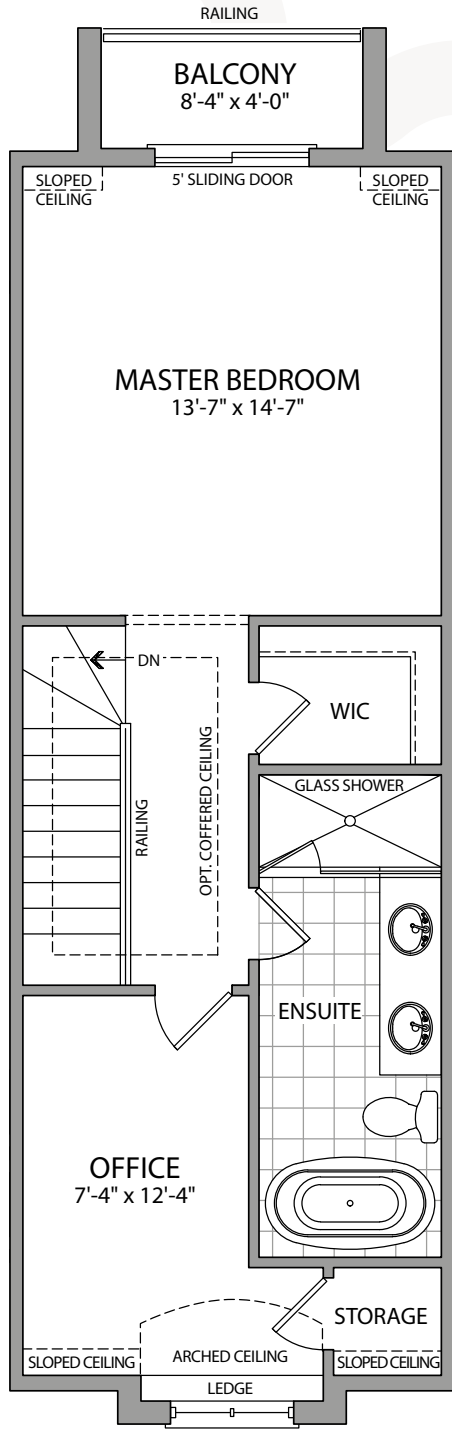 RAILING
BALCONY
8'-4" x 4'-0"
SLOPED
CEILING
5' SLIDING DOOR
SLOPED
CEILING
MASTER BEDROOM
13'-7" x 14'-7"
DN
WIC
RAILING
OPT. COFFERED CEILING
GLASS SHOWER
ENSUITE
OFFICE
7'-4" x 12'-4"
STORAGE
SLOPED CEILING
ARCHED CEILING
SLOPED CEILING
LEDGE